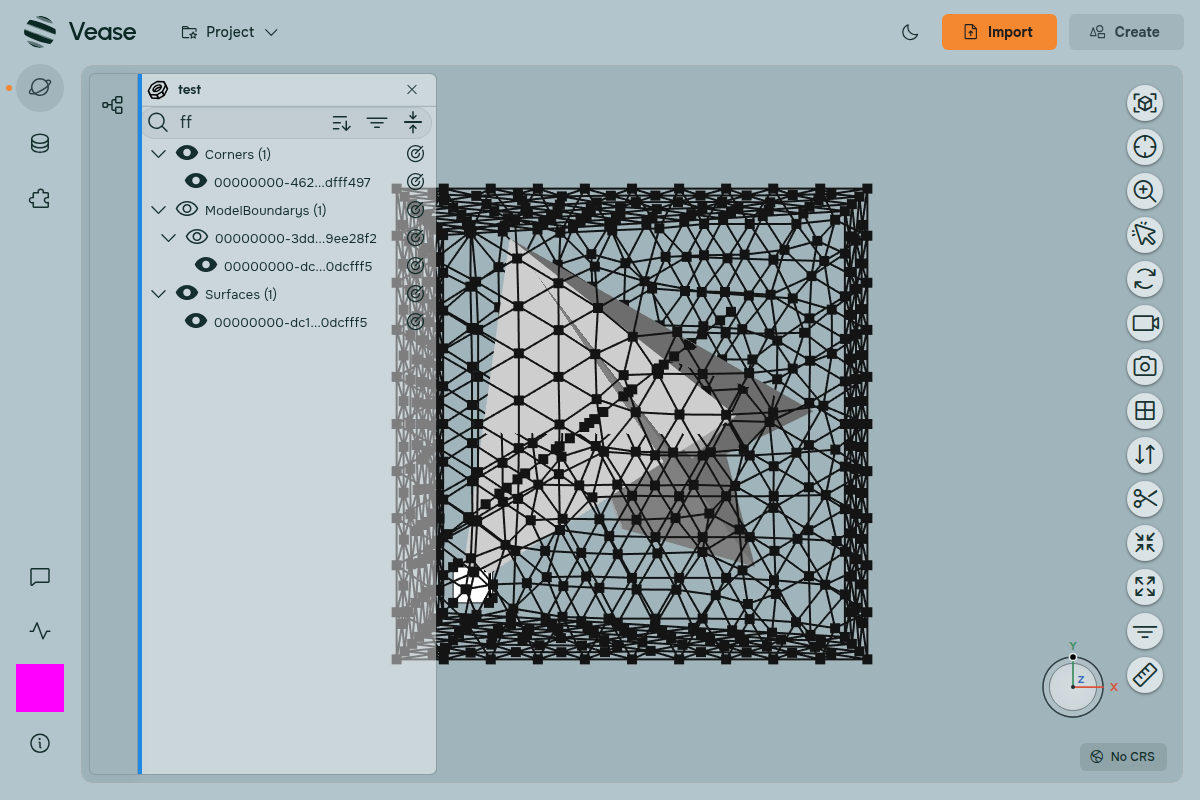 Vease
Project
Import
Create
test
ff
Corners (1)
00000000-462...dfff497
ModelBoundarys (1)
00000000-3dd...9ee28f2
00000000-dc...0dcfff5
Surfaces (1)
00000000-dc1...0dcfff5
Y
Z
X
No CRS